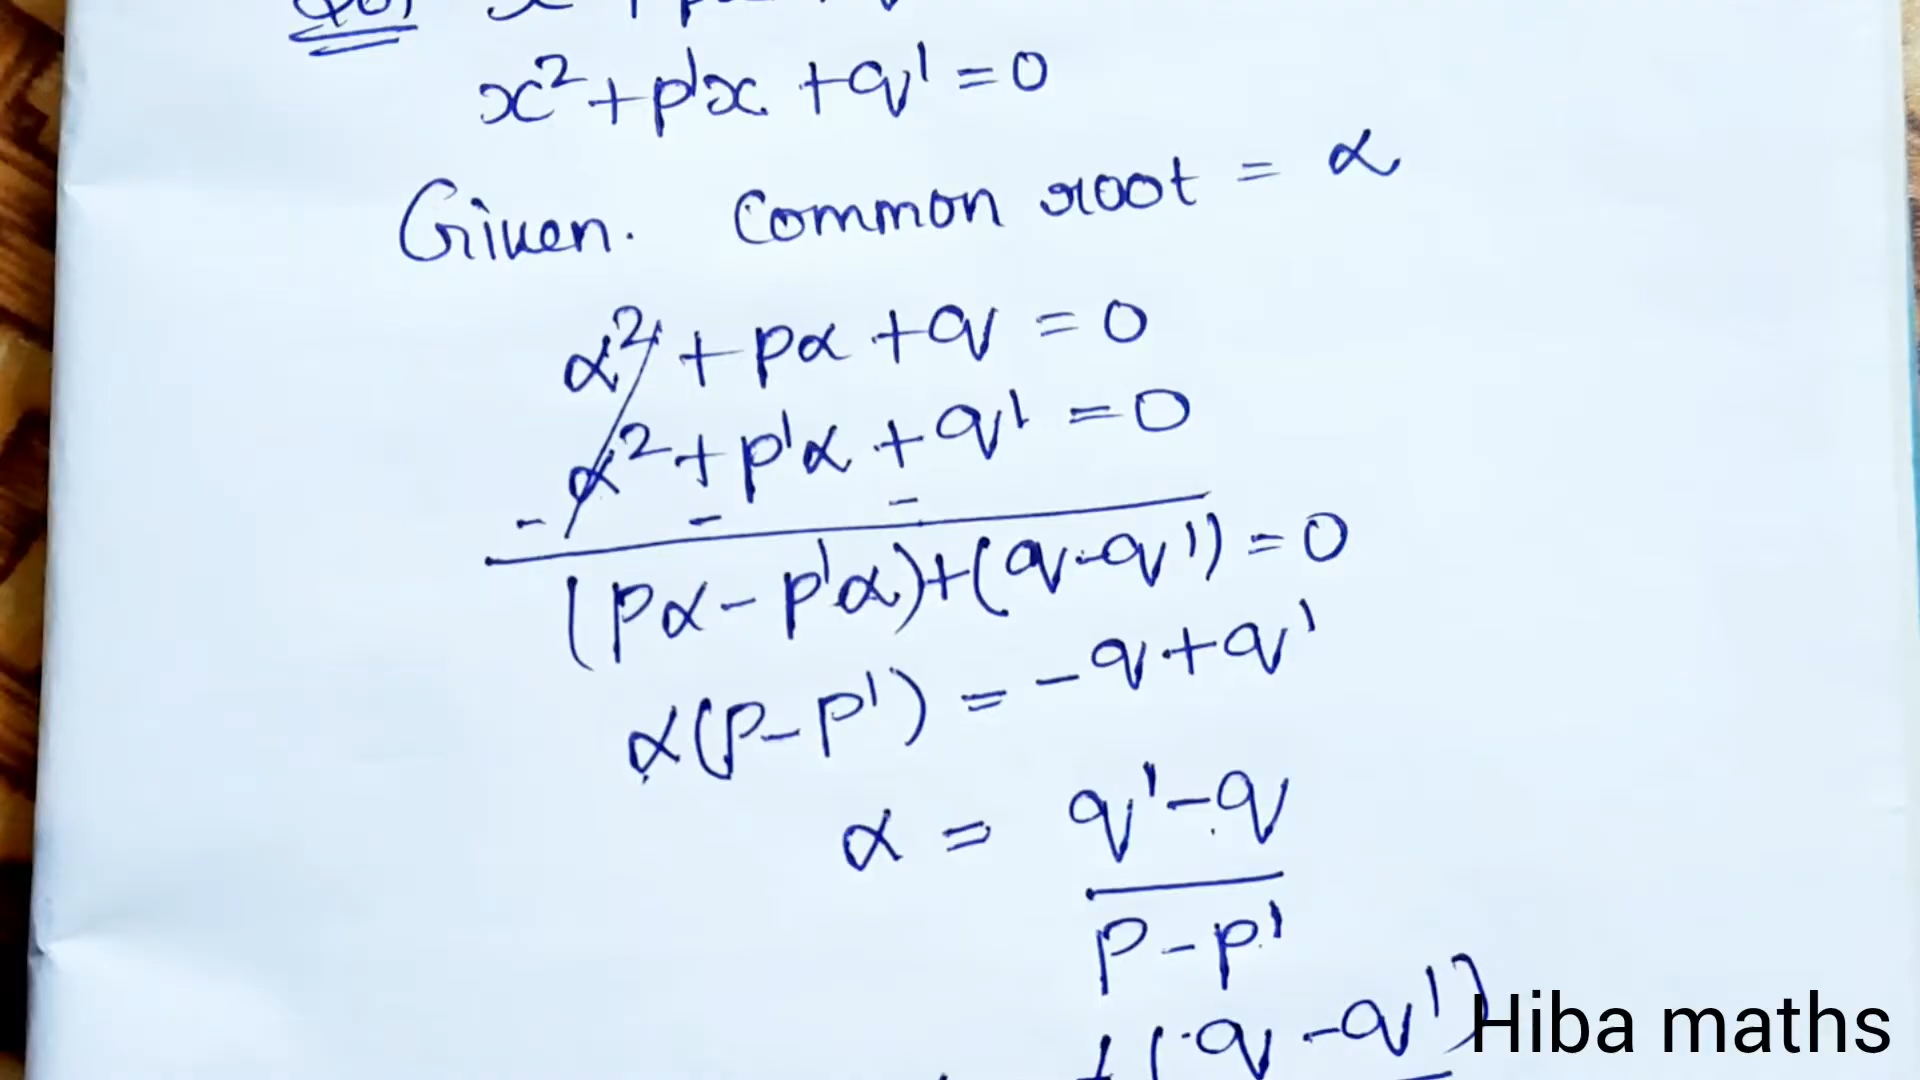 x²+p'x +q' =0
Given. Common root = α
α² + pα + q = 0
α² + p'α + q' = 0
- - -
(pα - p'α)+(q-q') = 0
α(p-p') = -q+q'
α = q'-q
p-p'
(q -q')
Hiba maths